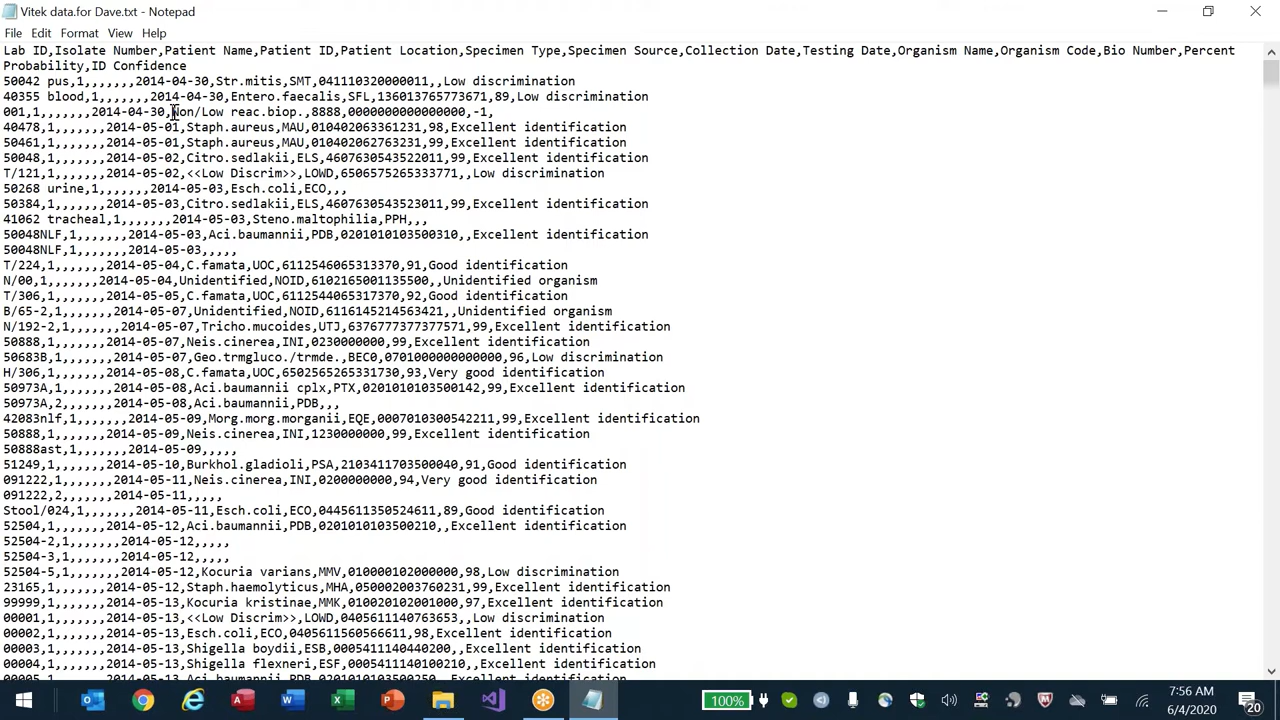 Vitek data.for Dave.txt - Notepad
File Edit Format View Help
Lab ID,Isolate Number,Patient Name,Patient ID,Patient Location,Specimen Type,Specimen Source,Collection Date,Testing Date,Organism Name,Organism Code,Bio Number,Percent
Probability,ID Confidence
50042 pus,1,,,,,,,2014-04-30,Str.mitis,SMT,041110320000011,,Low discrimination
40355 blood,1,,,,,,,2014-04-30,Entero.faecalis,SFL,136013765773671,89,Low discrimination
001,1,,,,,,,2014-04-30,Non/Low reac.biop.,8888,0000000000000000,-1,
40478,1,,,,,,,2014-05-01,Staph.aureus,MAU,010402063361231,98,Excellent identification
50461,1,,,,,,,2014-05-01,Staph.aureus,MAU,010402062763231,99,Excellent identification
50048,1,,,,,,,2014-05-02,Citro.sedlakii,ELS,4607630543522011,99,Excellent identification
T/121,1,,,,,,,2014-05-02,<<Low Discrim>>,LOWD,6506575265333771,,Low discrimination
50268 urine,1,,,,,,,2014-05-03,Esch.coli,ECO,,,
50384,1,,,,,,,2014-05-03,Citro.sedlakii,ELS,4607630543523011,99,Excellent identification
41062 tracheal,1,,,,,,,2014-05-03,Steno.maltophilia,PPH,,,
50048NLF,1,,,,,,,2014-05-03,Aci.baumannii,PDB,0201010103500310,,Excellent identification
50048NLF,1,,,,,,,2014-05-03,,,,,
T/224,1,,,,,,,2014-05-04,C.famata,UOC,6112546065313370,91,Good identification
N/00,1,,,,,,,2014-05-04,Unidentified,NOID,6102165001135500,,Unidentified organism
T/306,1,,,,,,,2014-05-05,C.famata,UOC,6112544065317370,92,Good identification
B/65-2,1,,,,,,,2014-05-07,Unidentified,NOID,6116145214563421,,Unidentified organism
N/192-2,1,,,,,,,2014-05-07,Tricho.mucoides,UTJ,6376777377377571,99,Excellent identification
50888,1,,,,,,,2014-05-07,Neis.cinerea,INI,0230000000,99,Excellent identification
50683B,1,,,,,,,2014-05-07,Geo.trmgluco./trmde.,BEC0,0701000000000000,96,Low discrimination
H/306,1,,,,,,,2014-05-08,C.famata,UOC,6502565265331730,93,Very good identification
50973A,1,,,,,,,2014-05-08,Aci.baumannii cplx,PTX,0201010103500142,99,Excellent identification
50973A,2,,,,,,,2014-05-08,Aci.baumannii,PDB,,,
42083nlf,1,,,,,,,2014-05-09,Morg.morg.morganii,EQE,0007010300542211,99,Excellent identification
50888,1,,,,,,,2014-05-09,Neis.cinerea,INI,1230000000,99,Excellent identification
50888ast,1,,,,,,,2014-05-09,,,,,
51249,1,,,,,,,2014-05-10,Burkhol.gladioli,PSA,2103411703500040,91,Good identification
091222,1,,,,,,,2014-05-11,Neis.cinerea,INI,0200000000,94,Very good identification
091222,2,,,,,,,2014-05-11,,,,,
Stool/024,1,,,,,,,2014-05-11,Esch.coli,ECO,0445611350524611,89,Good identification
52504,1,,,,,,,2014-05-12,Aci.baumannii,PDB,0201010103500210,,Excellent identification
52504-2,1,,,,,,,2014-05-12,,,,,
52504-3,1,,,,,,,2014-05-12,,,,,
52504-5,1,,,,,,,2014-05-12,Kocuria varians,MMV,010000102000000,98,Low discrimination
23165,1,,,,,,,2014-05-12,Staph.haemolyticus,MHA,050002003760231,99,Excellent identification
99999,1,,,,,,,2014-05-13,Kocuria kristinae,MMK,010020102001000,97,Excellent identification
00001,1,,,,,,,2014-05-13,<<Low Discrim>>,LOWD,0405611140763653,,Low discrimination
00002,1,,,,,,,2014-05-13,Esch.coli,ECO,0405611560566611,98,Excellent identification
00003,1,,,,,,,2014-05-13,Shigella boydii,ESB,0005411140440200,,Excellent identification
00004,1,,,,,,,2014-05-13,Shigella flexneri,ESF,0005411140100210,,Excellent identification
00005,1,,,,,,,2014-05-13,Aci.baumannii,PDB,0201010103500250,,Excellent identification
100%
7:56 AM
6/4/2020
20